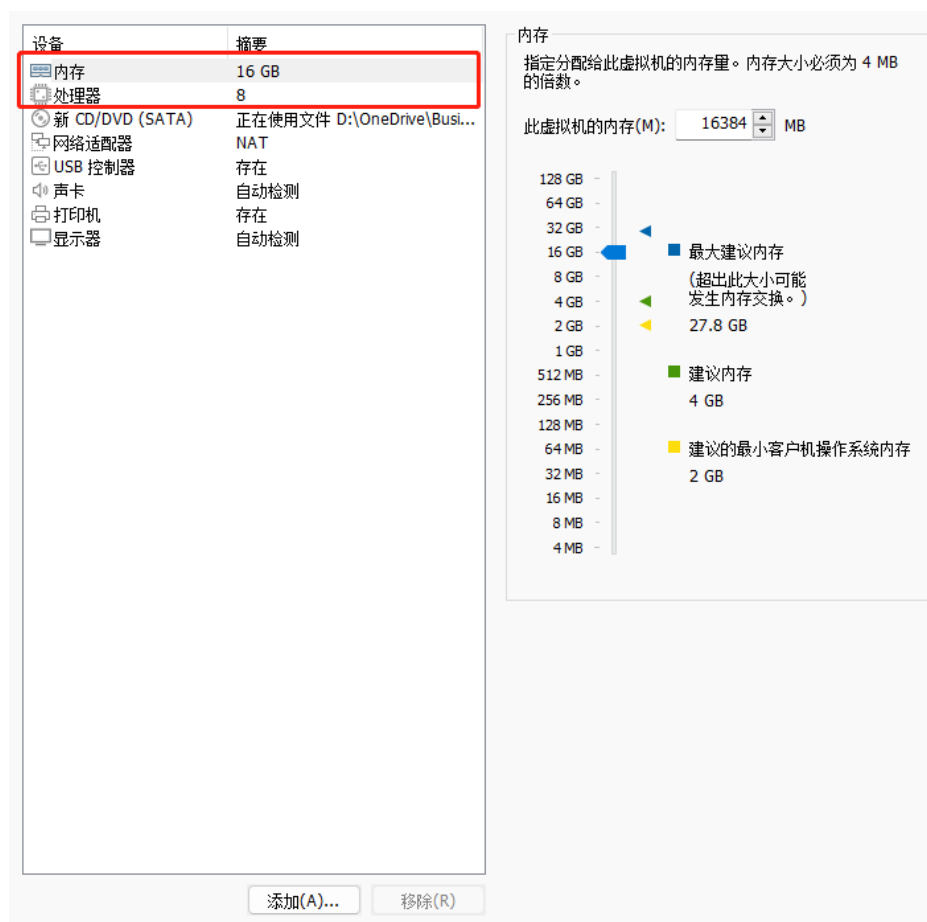 设备 摘要
内存 16 GB
处理器 8
新 CD/DVD (SATA) 正在使用文件 D:\OneDrive\Busi...
网络适配器 NAT
USB 控制器 存在
声卡 自动检测
打印机 存在
显示器 自动检测
添加(A)... 移除(R)
内存
指定分配给此虚拟机的内存量。内存大小必须为 4 MB
的倍数。
此虚拟机的内存(M): 16384 MB
128 GB
64 GB
32 GB
16 GB
8 GB
4 GB
2 GB
1 GB
512 MB
256 MB
128 MB
64 MB
32 MB
16 MB
8 MB
4 MB
最大建议内存
(超出此大小可能
发生内存交换。)
27.8 GB
建议内存
4 GB
建议的最小客户机操作系统内存
2 GB